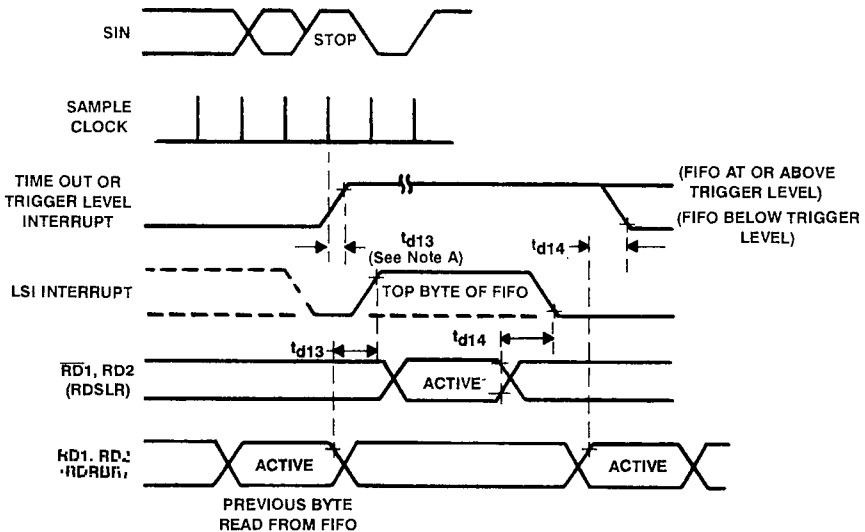 SIN
STOP
SAMPLE
CLOCK
TIME OUT OR
TRIGGER LEVEL
INTERRUPT
(FIFO AT OR ABOVE
TRIGGER LEVEL)
(FIFO BELOW TRIGGER
LEVEL)
td13
(See Note A)
td14
LSI INTERRUPT
TOP BYTE OF FIFO
td13
td14
RD1, RD2
(RDSLR)
ACTIVE
RD1, RD2
ACTIVE
ACTIVE
PREVIOUS BYTE
READ FROM FIFO